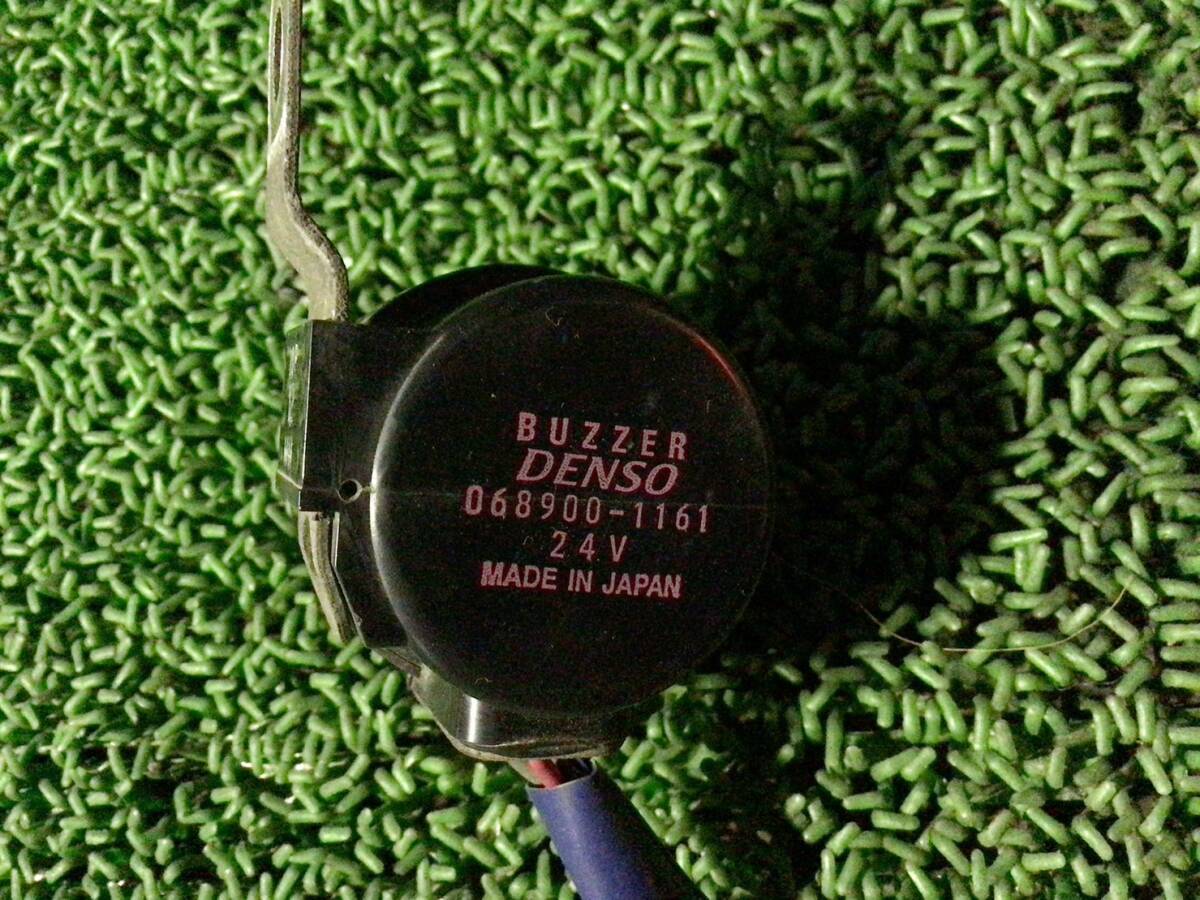 BUZZER
DENSO
068900-1161
24V
MADE IN JAPAN